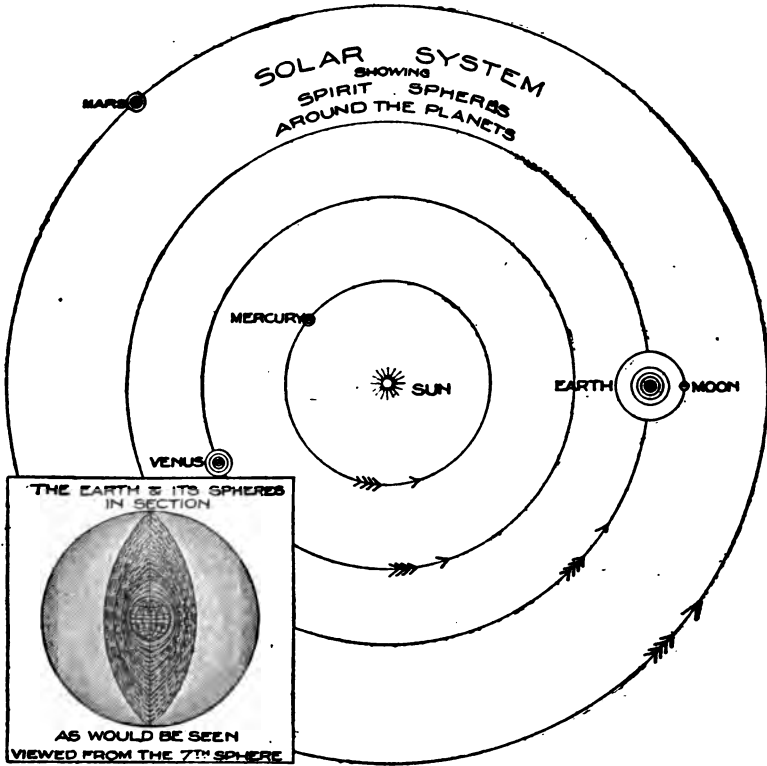 SOLAR SYSTEM
SHOWING
SPIRIT SPHERES
AROUND THE PLANETS
MARS
MERCURY
SUN
EARTH
MOON
VENUS
THE EARTH & ITS SPHERES
IN SECTION
AS WOULD BE SEEN
VIEWED FROM THE 7TH SPHERE